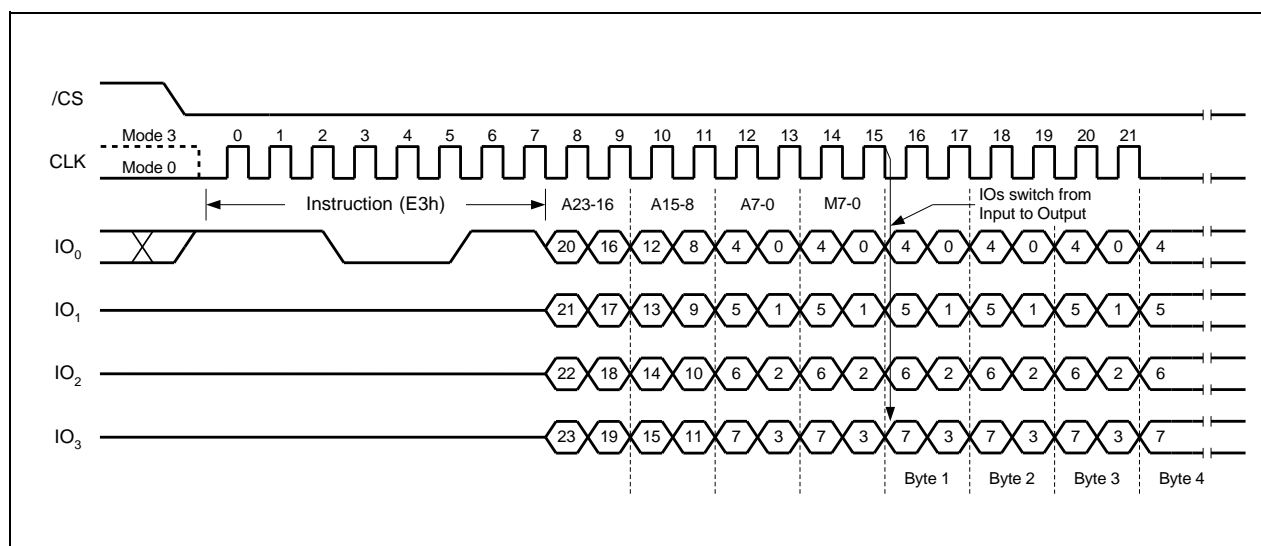 /CS
Mode 3
0 1 2 3 4 5 6 7 8 9 10 11 12 13 14 15 16 17 18 19 20 21
CLK
Mode 0
Instruction (E3h)
A23-16 A15-8 A7-0 M7-0
IOs switch from
Input to Output
IO0 20 16 12 8 4 0 4 0 4 0 4 0 4 0 4
IO1 21 17 13 9 5 1 5 1 5 1 5 1 5 1 5
IO2 22 18 14 10 6 2 6 2 6 2 6 2 6 2 6
IO3 23 19 15 11 7 3 7 3 7 3 7 3 7 3 7
Byte 1 Byte 2 Byte 3 Byte 4